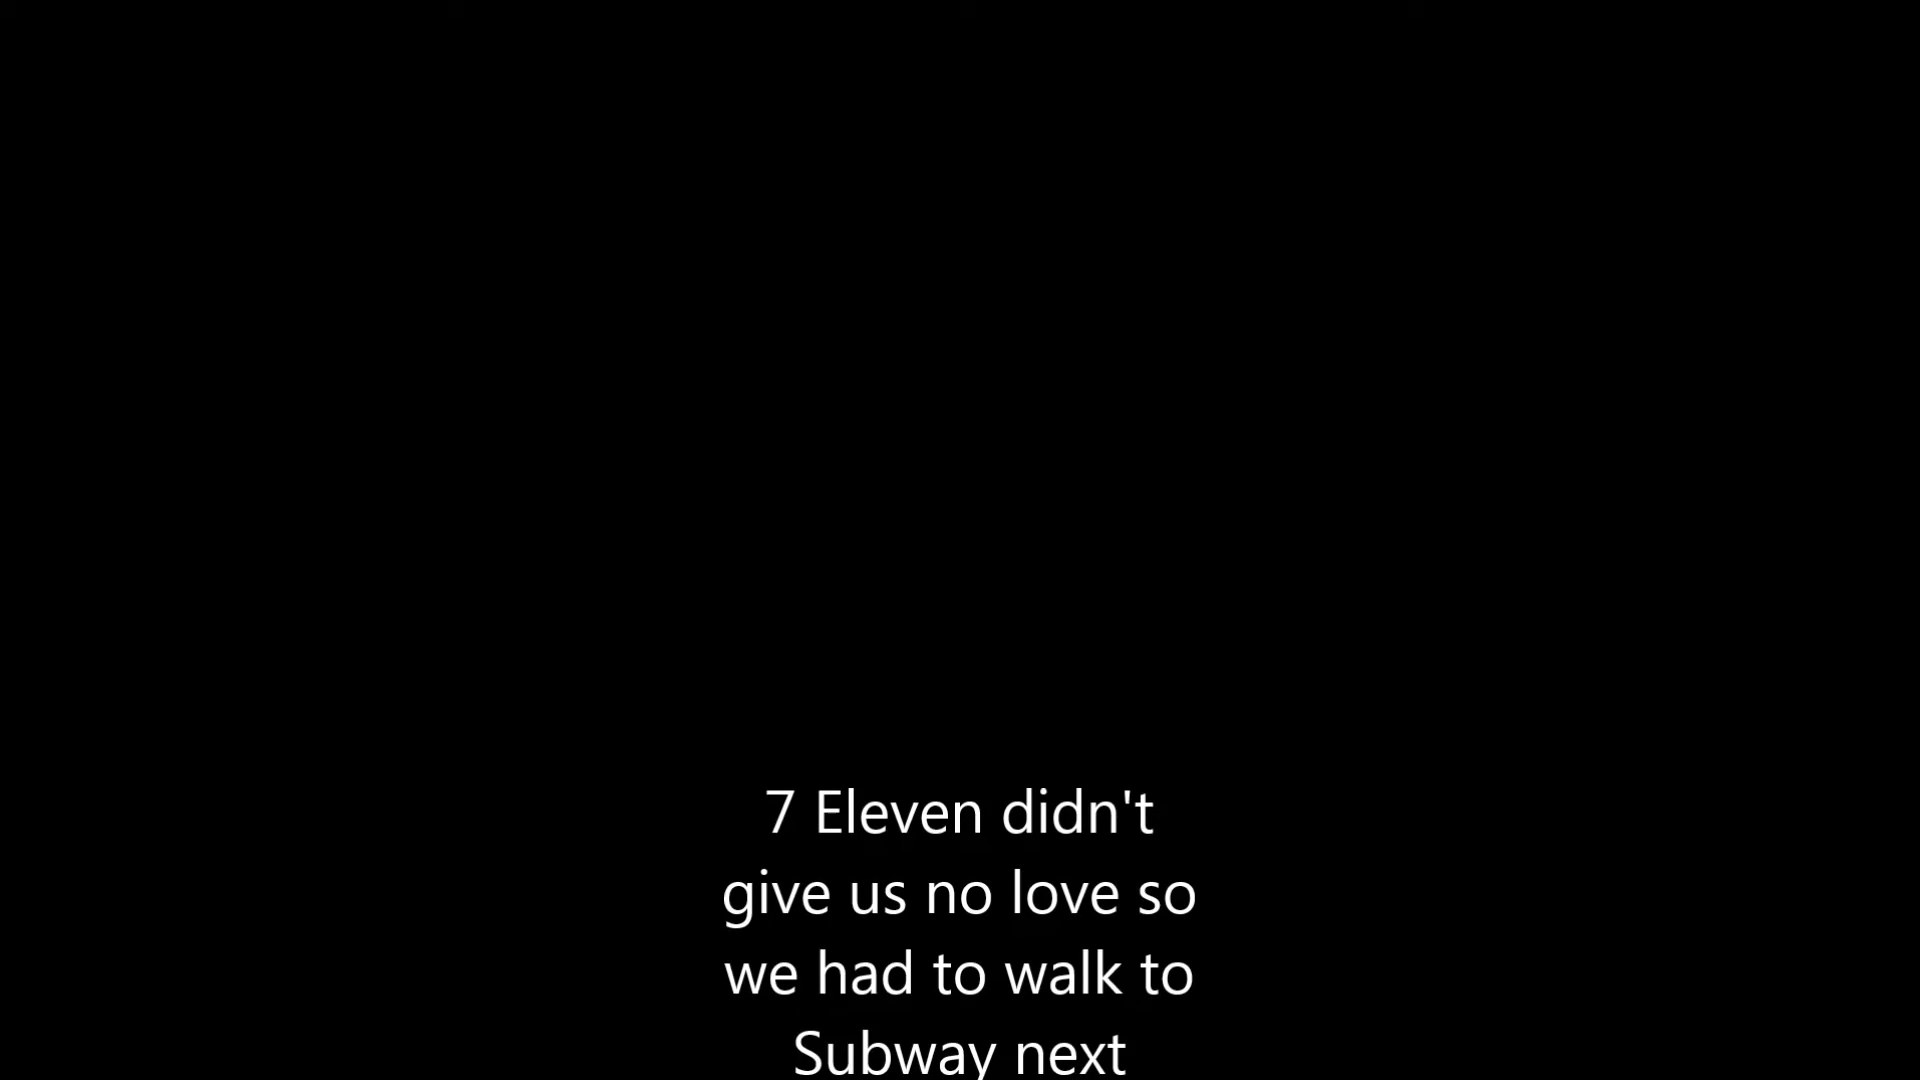 7 Eleven didn't
give us no love so
we had to walk to
Subway next